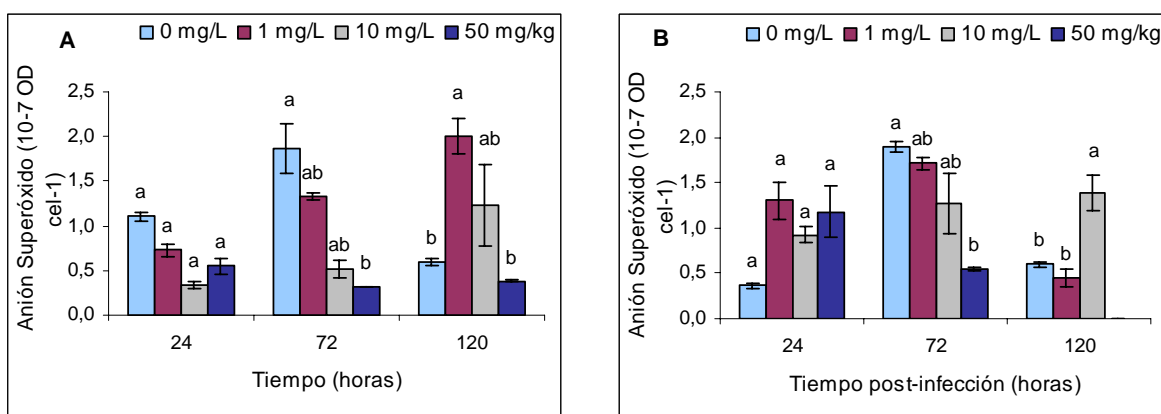 A
0 mg/L 1 mg/L 10 mg/L 50 mg/kg
Anión Superóxido (10-7 OD
cel-1)
2,5
2,0
1,5
1,0
0,5
0,0
a
a
a
a
a
ab
ab
b
b
a
ab
b
24 72 120
Tiempo (horas)
B
0 mg/L 1 mg/L 10 mg/L 50 mg/kg
Anión Superóxido (10-7 OD
cel-1)
2,5
2,0
1,5
1,0
0,5
0,0
a
a
a
a
a
ab
ab
b
b
b
a
24 72 120
Tiempo post-infección (horas)